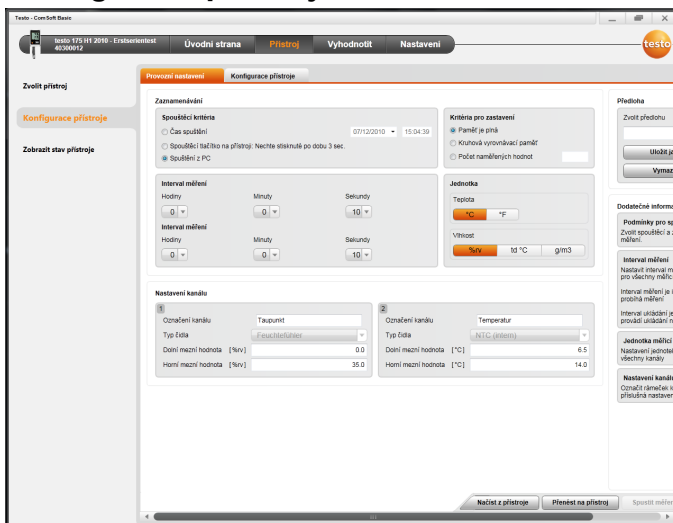 Testo - ComSoft Basic
testo 175 H1 2010 - Erstserientest
40300012
Úvodní strana
Přístroj
Vyhodnotit
Nastavení
testo
Zvolit přístroj
Konfigurace přístroje
Zobrazit stav přístroje
Provozní nastavení
Konfigurace přístroje
Zaznamenávání
Spouštěcí kritéria
Čas spuštění
07/12/2010
15:04:39
Spouštěcí tlačítko na přístroji: Nechte stisknuté po dobu 3 sec.
Spuštění z PC
Kritéria pro zastavení
Paměť je plná
Kruhová vyrovnávací paměť
Počet naměřených hodnot
Interval měření
Hodiny Minuty Sekundy
0 0 10
Interval měření
Hodiny Minuty Sekundy
0 0 10
Jednotka
Teplota
°C °F
Vlhkost
%rv td °C g/m3
Nastavení kanálu
1
Označení kanálu Taupunkt
Typ čidla Feuchtefühler
Dolní mezní hodnota [%rv] 0.0
Horní mezní hodnota [%rv] 35.0
2
Označení kanálu Temperatur
Typ čidla NTC (intern)
Dolní mezní hodnota [°C] 6.5
Horní mezní hodnota [°C] 14.0
Předloha
Zvolit předlohu
Uložit ja
Vymaz
Dodatečné informa
Podmínky pro sp
Zvolit spouštěcí a z
měření.
Interval měření
Nastavit interval m
pro všechny měřic
Interval měření je i
probíhá měření
Interval ukládání je
provádí ukládání n
Jednotka měřicí
Nastavení jednotek
všechny kanály
Nastavení kanálu
Označit rámeček k
příslušná nastaven
Načíst z přístroje
Přenést na přístroj
Spustit měřen